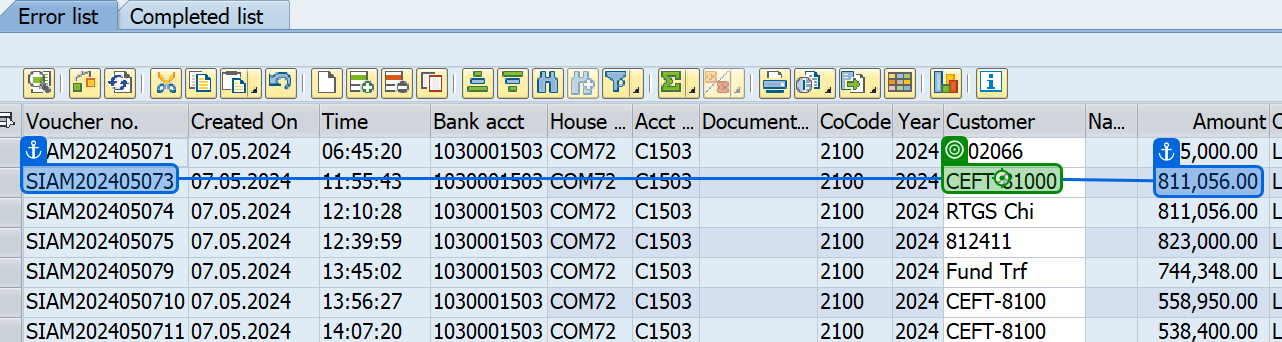 Error list Completed list
Voucher no. Created On Time Bank acct House ... Acct ... Document... CoCode Year Customer Na... Amount
AM202405071 07.05.2024 06:45:20 1030001503 COM72 C1503 2100 2024 02066 5,000.00
SIAM202405073 07.05.2024 11:55:43 1030001503 COM72 C1503 2100 2024 CEFT-81000 811,056.00
SIAM202405074 07.05.2024 12:10:28 1030001503 COM72 C1503 2100 2024 RTGS Chi 811,056.00
SIAM202405075 07.05.2024 12:39:59 1030001503 COM72 C1503 2100 2024 812411 823,000.00
SIAM202405079 07.05.2024 13:45:02 1030001503 COM72 C1503 2100 2024 Fund Trf 744,348.00
SIAM2024050710 07.05.2024 13:56:27 1030001503 COM72 C1503 2100 2024 CEFT-8100 558,950.00
SIAM2024050711 07.05.2024 14:07:20 1030001503 COM72 C1503 2100 2024 CEFT-8100 538,400.00